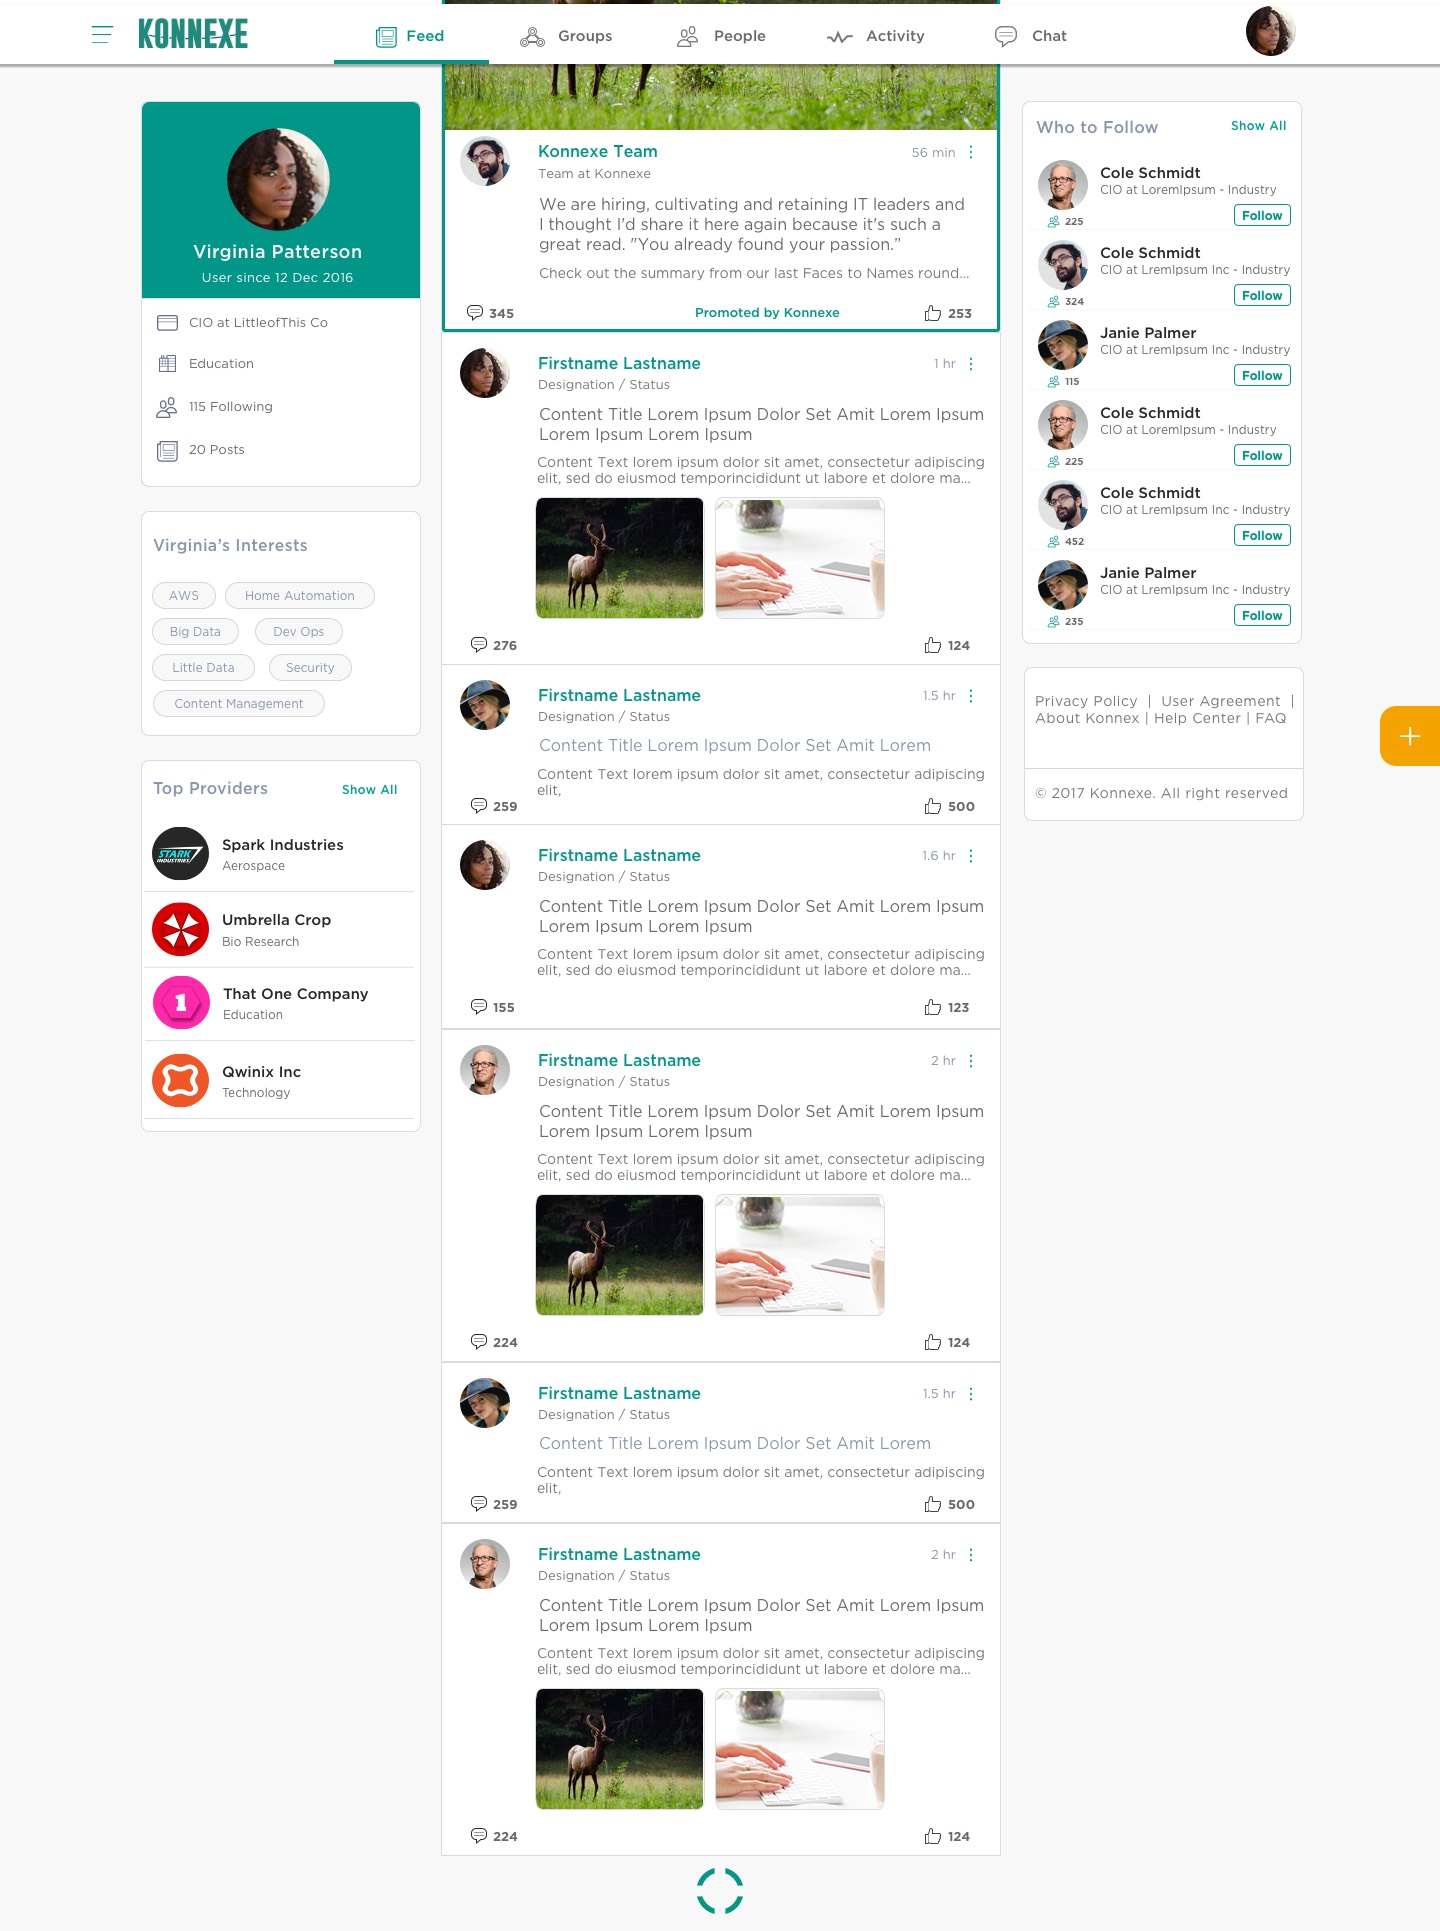 KONNEXE
Feed
Groups
People
Activity
Chat
Virginia Patterson
User since 12 Dec 2016
CIO at LittleofThis Co
Education
115 Following
20 Posts
Virginia’s Interests
AWS
Home Automation
Big Data
Dev Ops
Little Data
Security
Content Management
Top Providers
Show All
STARK
INDUSTRIES
Spark Industries
Aerospace
Umbrella Crop
Bio Research
1
That One Company
Education
Qwinix Inc
Technology
Konnexe Team
56 min
Team at Konnexe
We are hiring, cultivating and retaining IT leaders and
I thought I'd share it here again because it's such a
great read. "You already found your passion.”
Check out the summary from our last Faces to Names round...
345
Promoted by Konnexe
253
Firstname Lastname
1 hr
Designation / Status
Content Title Lorem Ipsum Dolor Set Amit Lorem Ipsum
Lorem Ipsum Lorem Ipsum
Content Text lorem ipsum dolor sit amet, consectetur adipiscing
elit, sed do eiusmod temporincididunt ut labore et dolore ma...
276
124
Firstname Lastname
1.5 hr
Designation / Status
Content Title Lorem Ipsum Dolor Set Amit Lorem
Content Text lorem ipsum dolor sit amet, consectetur adipiscing
elit,
259
500
Firstname Lastname
1.6 hr
Designation / Status
Content Title Lorem Ipsum Dolor Set Amit Lorem Ipsum
Lorem Ipsum Lorem Ipsum
Content Text lorem ipsum dolor sit amet, consectetur adipiscing
elit, sed do eiusmod temporincididunt ut labore et dolore ma...
155
123
Firstname Lastname
2 hr
Designation / Status
Content Title Lorem Ipsum Dolor Set Amit Lorem Ipsum
Lorem Ipsum Lorem Ipsum
Content Text lorem ipsum dolor sit amet, consectetur adipiscing
elit, sed do eiusmod temporincididunt ut labore et dolore ma...
224
124
Firstname Lastname
1.5 hr
Designation / Status
Content Title Lorem Ipsum Dolor Set Amit Lorem
Content Text lorem ipsum dolor sit amet, consectetur adipiscing
elit,
259
500
Firstname Lastname
2 hr
Designation / Status
Content Title Lorem Ipsum Dolor Set Amit Lorem Ipsum
Lorem Ipsum Lorem Ipsum
Content Text lorem ipsum dolor sit amet, consectetur adipiscing
elit, sed do eiusmod temporincididunt ut labore et dolore ma...
224
124
Who to Follow
Show All
Cole Schmidt
CIO at LoremIpsum - Industry
225
Follow
Cole Schmidt
CIO at LremIpsum Inc - Industry
324
Follow
Janie Palmer
CIO at LremIpsum Inc - Industry
115
Follow
Cole Schmidt
CIO at LoremIpsum - Industry
225
Follow
Cole Schmidt
CIO at LremIpsum Inc - Industry
452
Follow
Janie Palmer
CIO at LremIpsum Inc - Industry
235
Follow
Privacy Policy | User Agreement |
About Konnex | Help Center | FAQ
© 2017 Konnexe. All right reserved